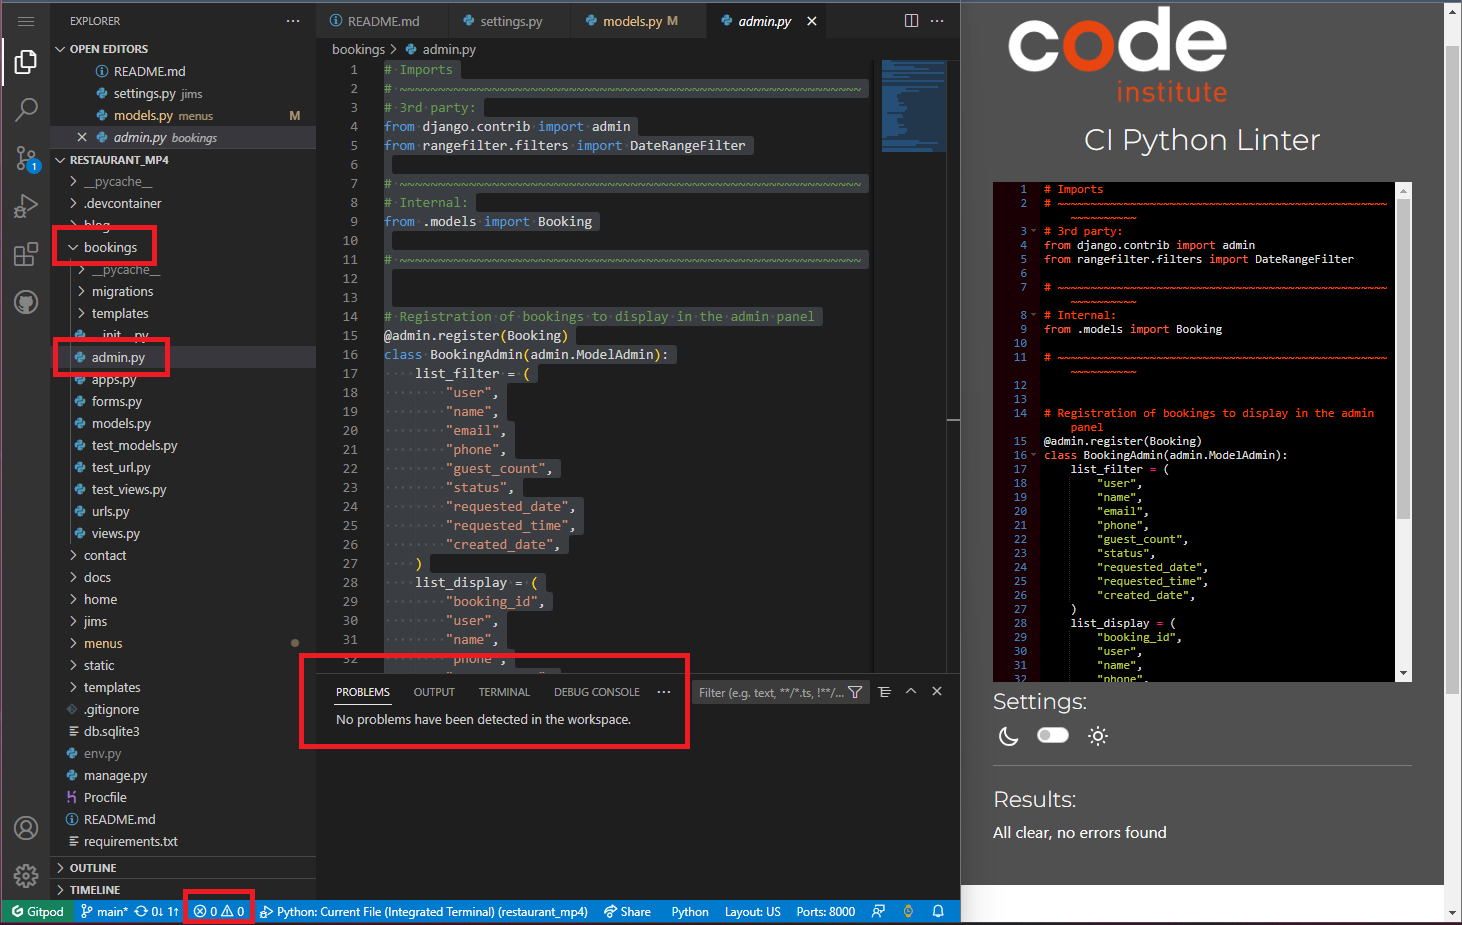 EXPLORER
OPEN EDITORS
README.md
settings.py jims
models.py menus M
admin.py bookings
RESTAURANT_MP4
__pycache__
.devcontainer
blog
bookings
__pycache__
migrations
templates
__init__.py
admin.py
apps.py
forms.py
models.py
test_models.py
test_url.py
test_views.py
urls.py
views.py
contact
docs
home
jims
menus
static
templates
.gitignore
db.sqlite3
env.py
manage.py
Procfile
README.md
requirements.txt
OUTLINE
TIMELINE
1
README.md settings.py models.py M admin.py
bookings > admin.py
1 # Imports
2 # ~~~~~~~~~~~~~~~~~~~~~~~~~~~~~~~~~~~~~~~~~~~~~~~~~~~~~~~~~~~~
3 # 3rd party:
4 from django.contrib import admin
5 from rangefilter.filters import DateRangeFilter
6
7 # ~~~~~~~~~~~~~~~~~~~~~~~~~~~~~~~~~~~~~~~~~~~~~~~~~~~~~~~~~~~~
8 # Internal:
9 from .models import Booking
10
11 # ~~~~~~~~~~~~~~~~~~~~~~~~~~~~~~~~~~~~~~~~~~~~~~~~~~~~~~~~~~~~
12
13
14 # Registration of bookings to display in the admin panel
15 @admin.register(Booking)
16 class BookingAdmin(admin.ModelAdmin):
17 list_filter = (
18 "user",
19 "name",
20 "email",
21 "phone",
22 "guest_count",
23 "status",
24 "requested_date",
25 "requested_time",
26 "created_date",
27 )
28 list_display = (
29 "booking_id",
30 "user",
31 "name",
32 "phone",
PROBLEMS OUTPUT TERMINAL DEBUG CONSOLE ··· Filter (e.g. text, **/*.ts, !**/...
No problems have been detected in the workspace.
Gitpod main* 0↓ 1↑ 0 0 Python: Current File (Integrated Terminal) (restaurant_mp4) Share Python Layout: US Ports: 8000
code
institute
CI Python Linter
1 # Imports
2 # ~~~~~~~~~~~~~~~~~~~~~~~~~~~~~~~~~~~~~~~~~~~~~~~~~~
~~~~~~~~~~
3 # 3rd party:
4 from django.contrib import admin
5 from rangefilter.filters import DateRangeFilter
6
7 # ~~~~~~~~~~~~~~~~~~~~~~~~~~~~~~~~~~~~~~~~~~~~~~~~~~
~~~~~~~~~~
8 # Internal:
9 from .models import Booking
10
11 # ~~~~~~~~~~~~~~~~~~~~~~~~~~~~~~~~~~~~~~~~~~~~~~~~~~
~~~~~~~~~~
12
13
14 # Registration of bookings to display in the admin
panel
15 @admin.register(Booking)
16 class BookingAdmin(admin.ModelAdmin):
17 list_filter = (
18 "user",
19 "name",
20 "email",
21 "phone",
22 "guest_count",
23 "status",
24 "requested_date",
25 "requested_time",
26 "created_date",
27 )
28 list_display = (
29 "booking_id",
30 "user",
31 "name",
32 "phone",
Settings:
Results:
All clear, no errors found